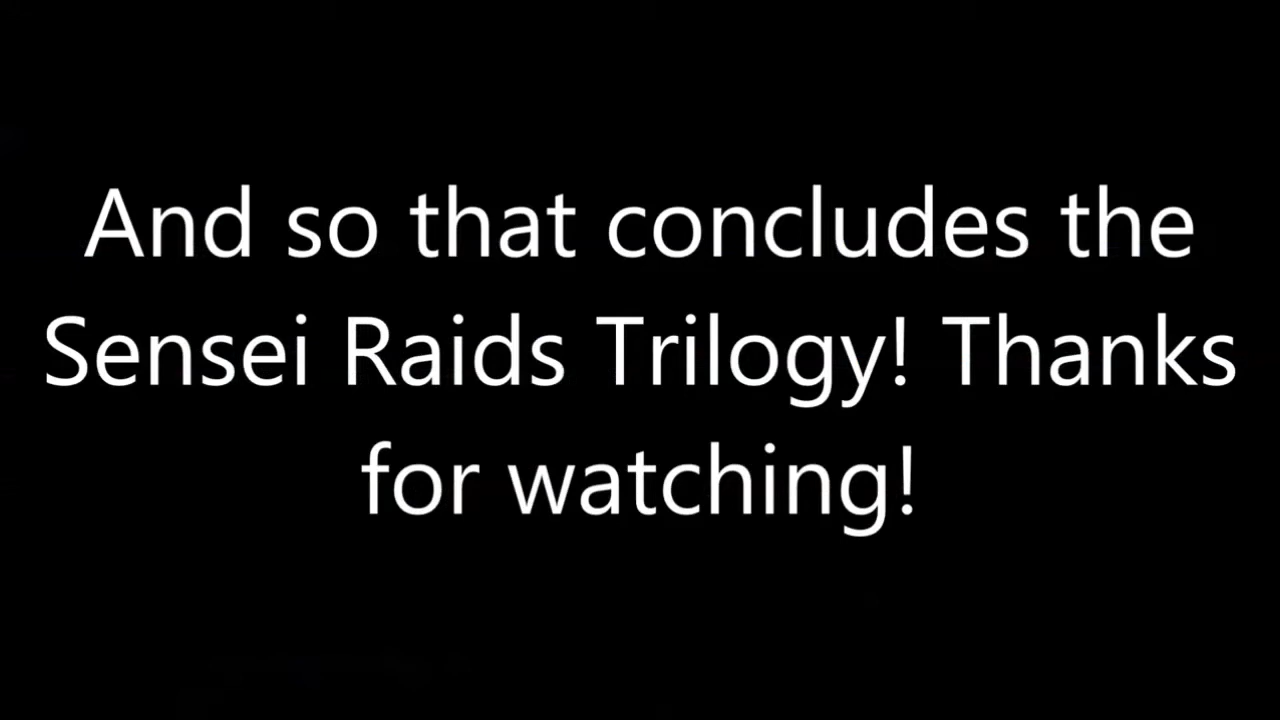 And so that concludes the
Sensei Raids Trilogy! Thanks
for watching!